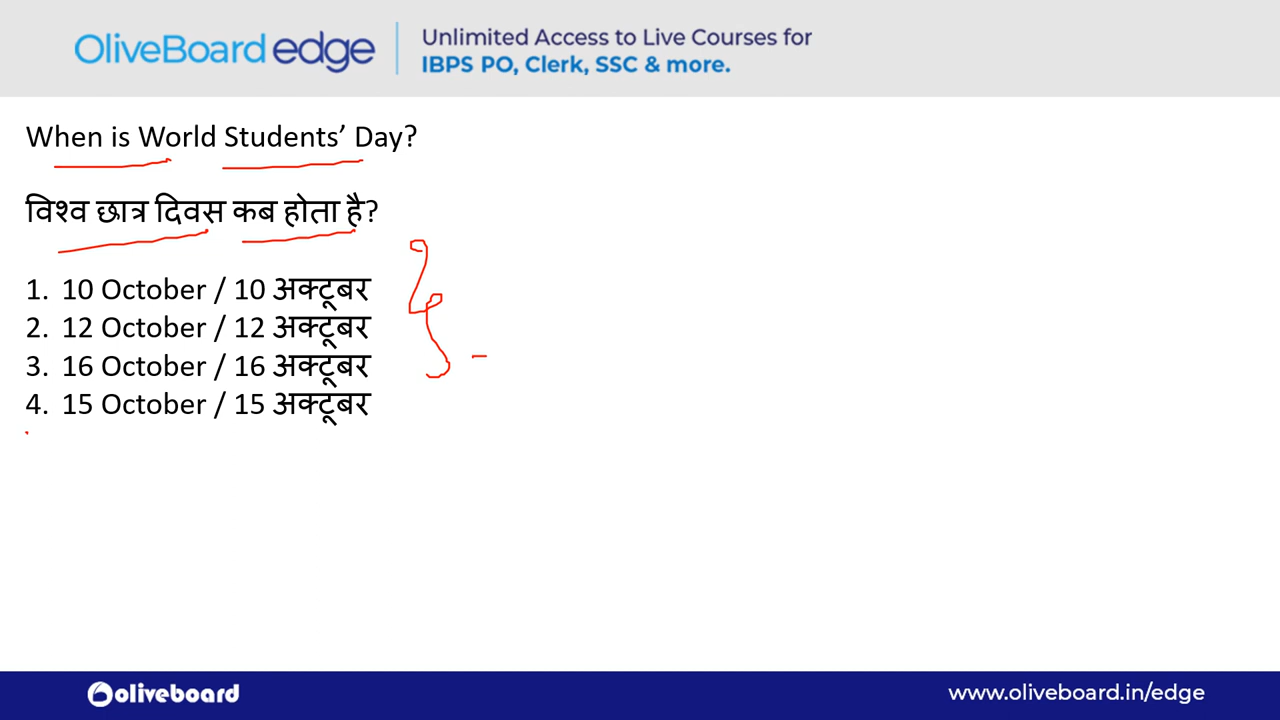 OliveBoard edge
Unlimited Access to Live Courses for
IBPS PO, Clerk, SSC & more.
When is World Students’ Day?
विश्व छात्र दिवस कब होता है?
1. 10 October / 10 अक्टूबर
2. 12 October / 12 अक्टूबर
3. 16 October / 16 अक्टूबर
4. 15 October / 15 अक्टूबर
oliveboard
www.oliveboard.in/edge